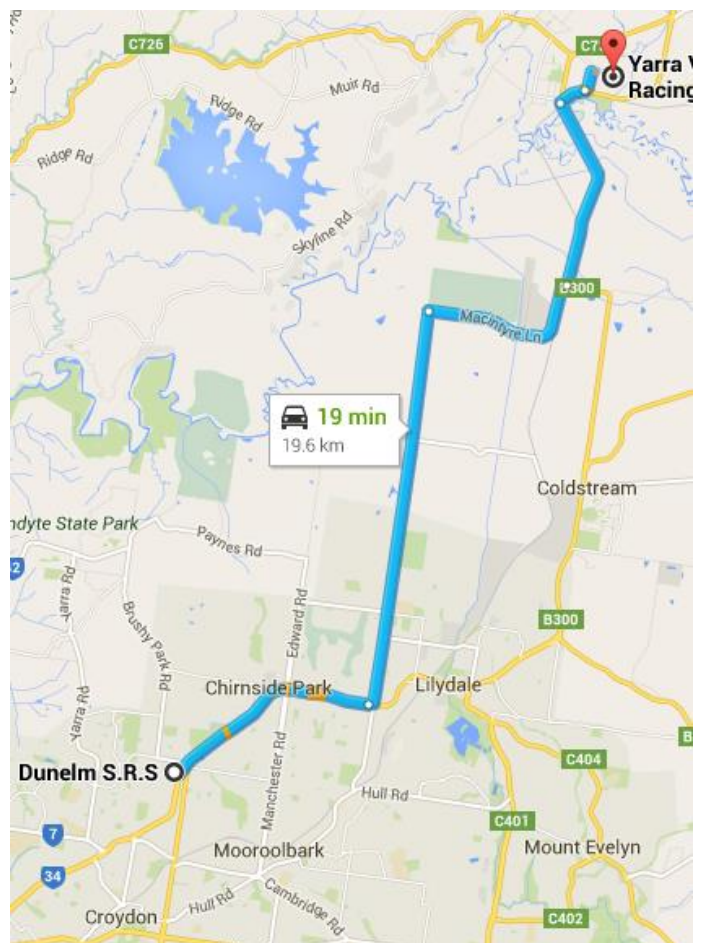 C726
Yarra V
Racing
Muir Rd
Ridge Rd
Ridge Rd
Skyline Rd
B300
Macintyre Ln
19 min
19.6 km
Coldstream
ndyte State Park
Paynes Rd
Yarra Rd
Brushy Park Rd
Edward Rd
B300
Chirnside Park
Lilydale
Yarra Rd
B
Manchester Rd
C404
Dunelm S.R.S
Hull Rd
C401
7
Mooroolbark
Mount Evelyn
34
Croydon
Hull Rd
Cambridge Rd
C402